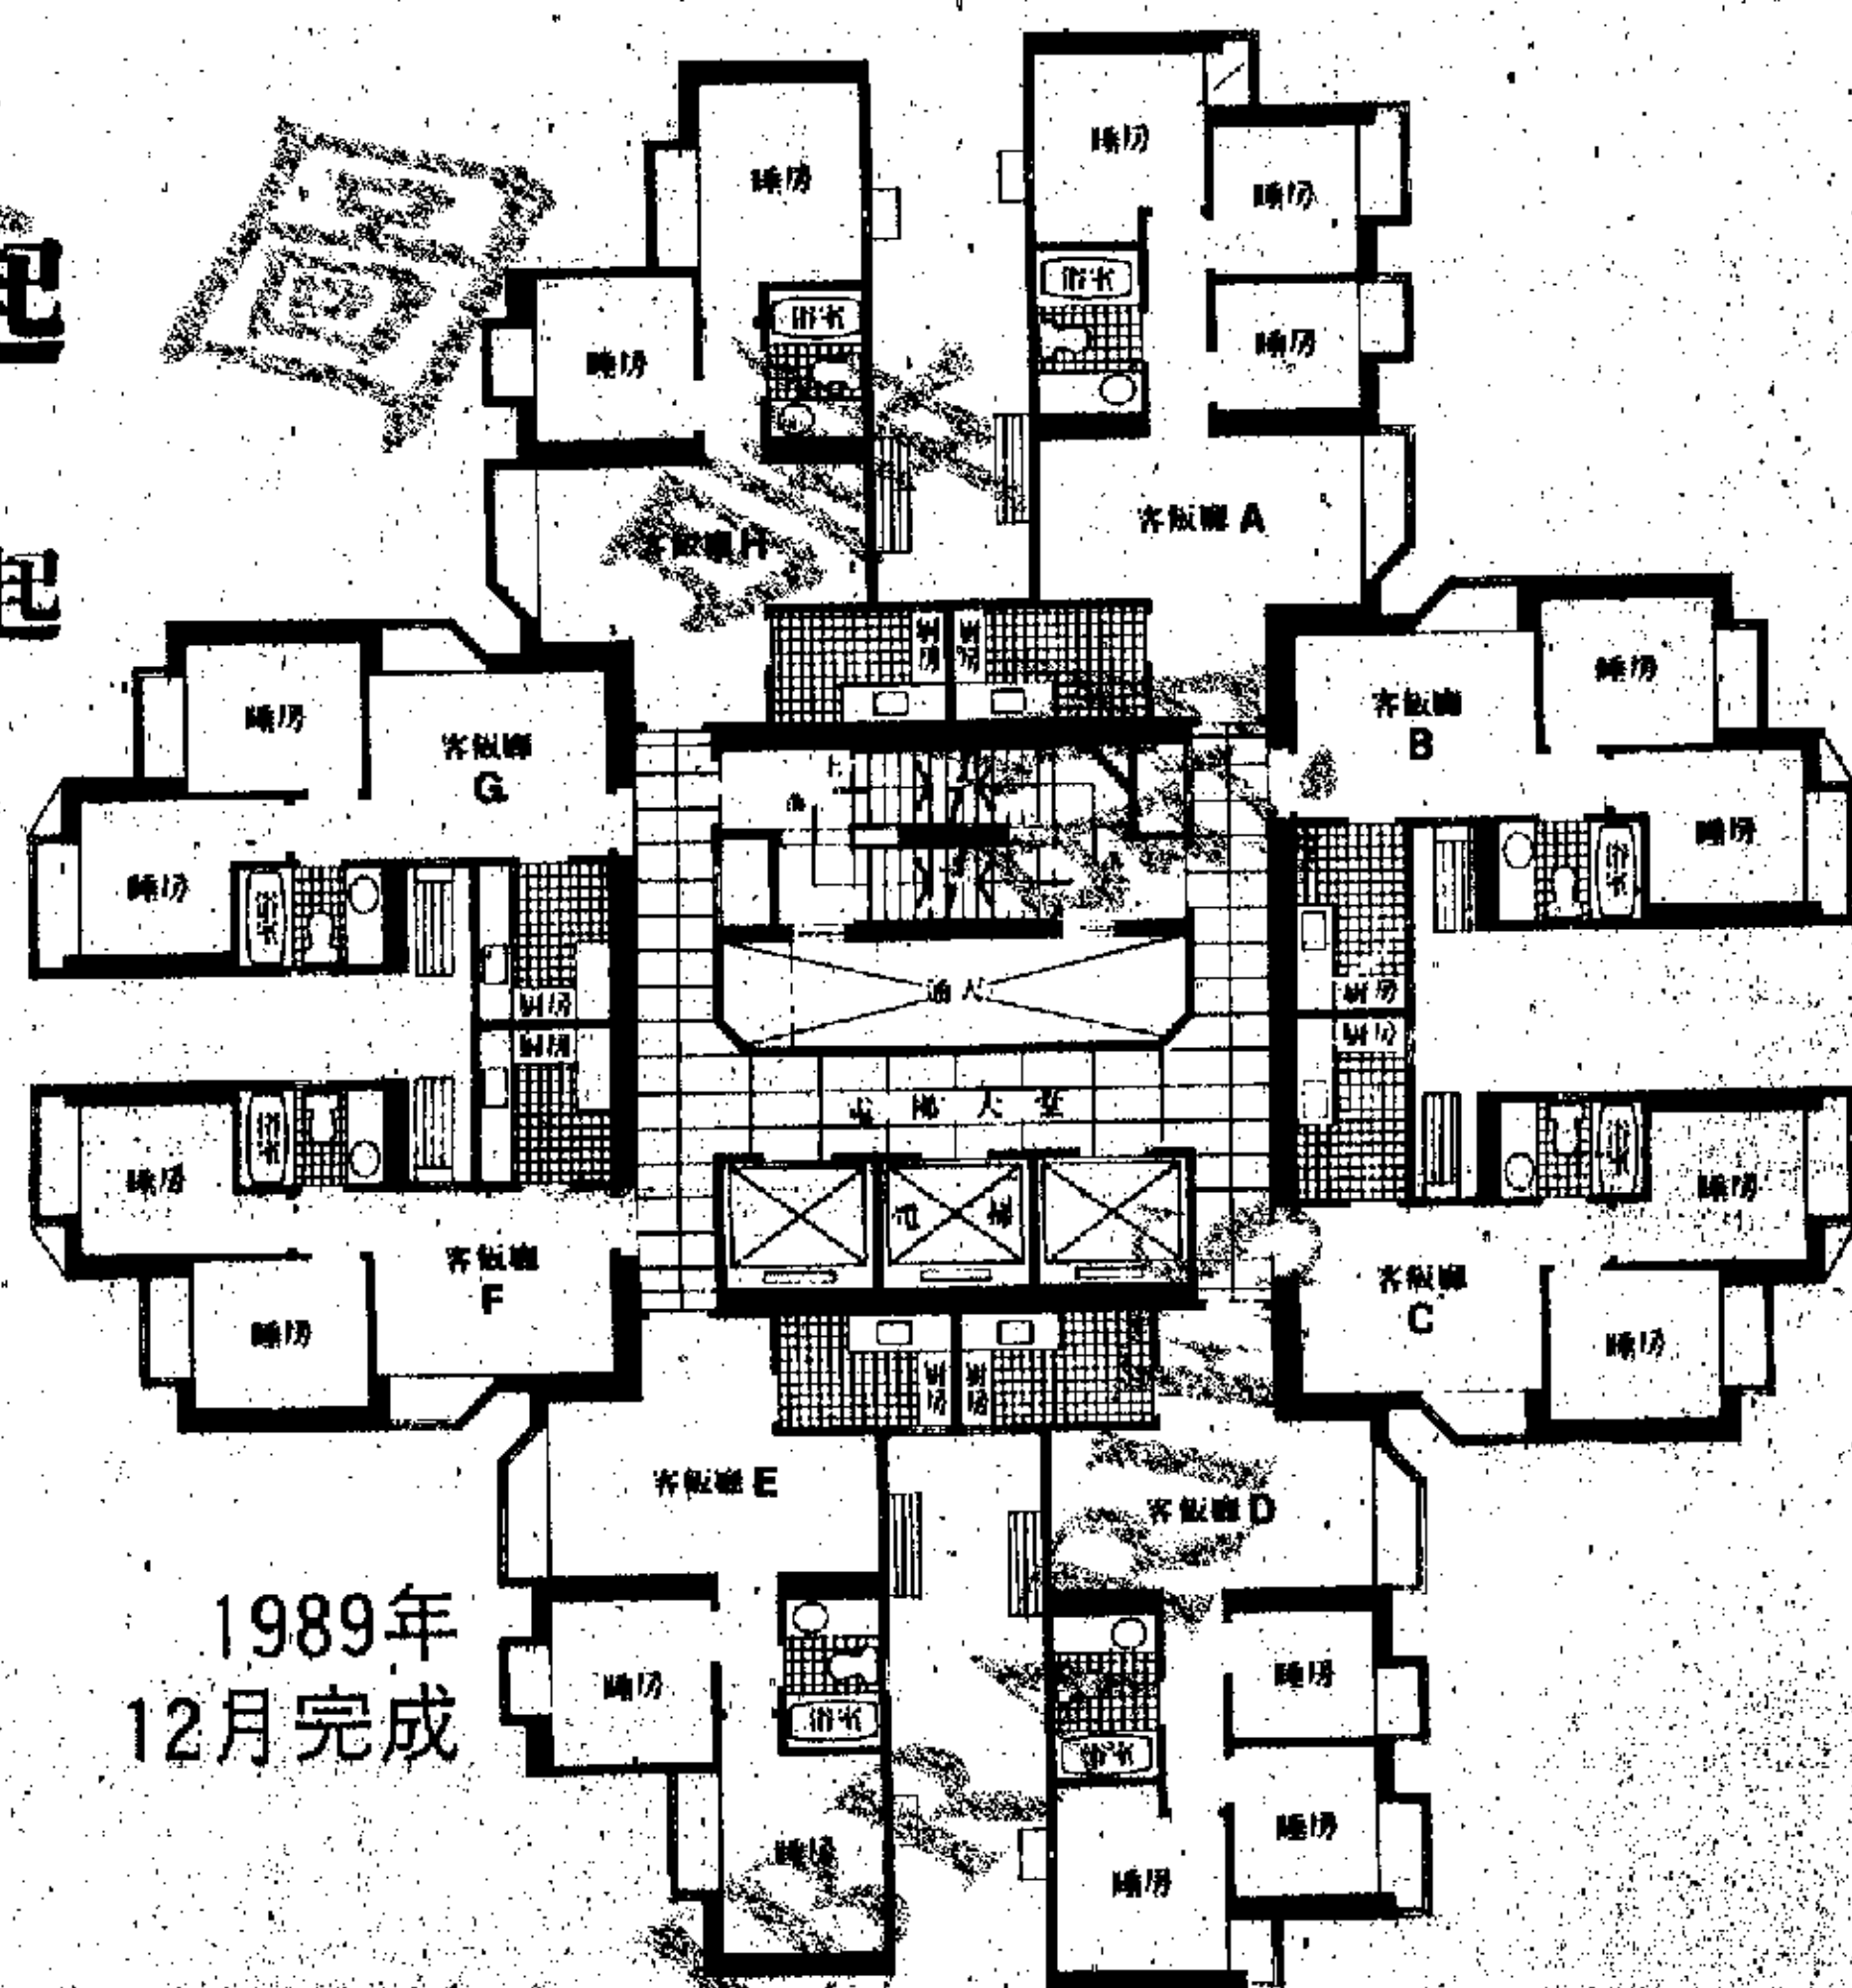 睡房
睡房
睡房
浴室
浴室
睡房
睡房
客飯廳 A
客飯廳 H
廚房
廚房
睡房
客飯廳
B
睡房
客飯廳
G
上
睡房
睡房
浴室
浴室
通天
廚房
廚房
廚房
廚房
電梯大堂
浴室
浴室
睡房
睡房
電梯
客飯廳
F
客飯廳
C
睡房
睡房
廚房
廚房
客飯廳 E
客飯廳 D
1989年
12月完成
睡房
睡房
浴室
浴室
睡房
睡房
睡房